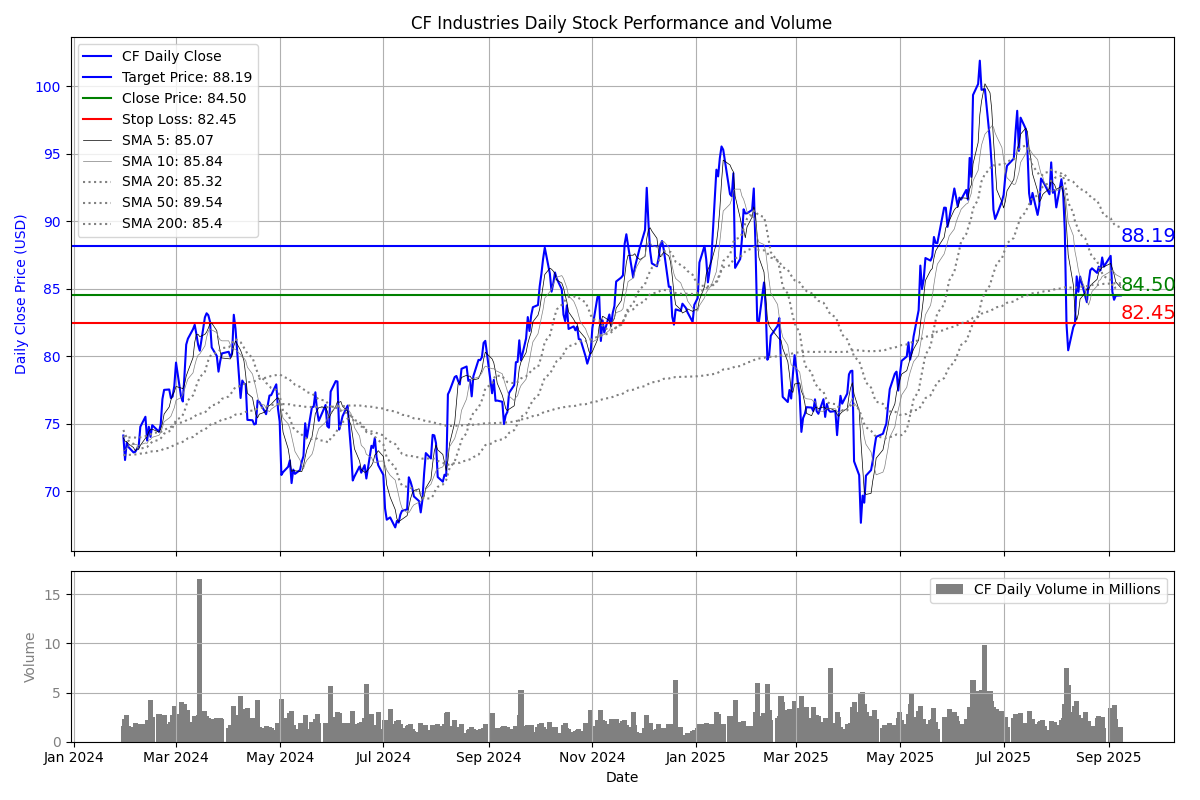 CF Industries Daily Stock Performance and Volume
CF Daily Close
Target Price: 88.19
Close Price: 84.50
Stop Loss: 82.45
SMA 5: 85.07
SMA 10: 85.84
SMA 20: 85.32
SMA 50: 89.54
SMA 200: 85.4
Daily Close Price (USD)
100
95
90
85
80
75
70
88.19
84.50
82.45
CF Daily Volume in Millions
Volume
15
10
5
0
Jan 2024 Mar 2024 May 2024 Jul 2024 Sep 2024 Nov 2024 Jan 2025 Mar 2025 May 2025 Jul 2025 Sep 2025
Date